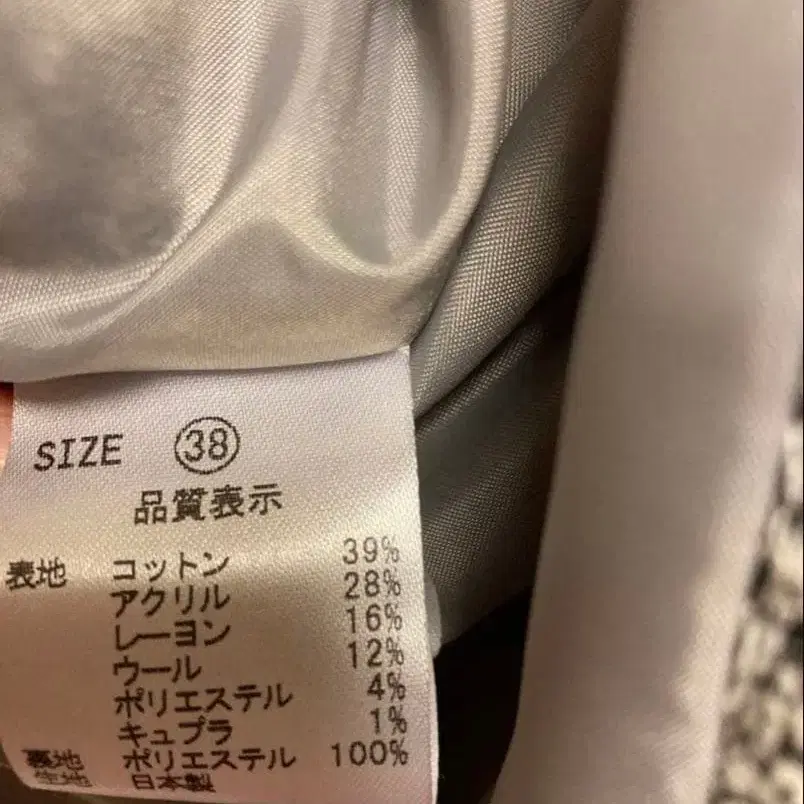 SIZE 38
品質表示
表地 コットン 39%
アクリル 28%
レーヨン 16%
ウール 12%
ポリエステル 4%
キュプラ 1%
裏地 ポリエステル 100%
生地 日本製